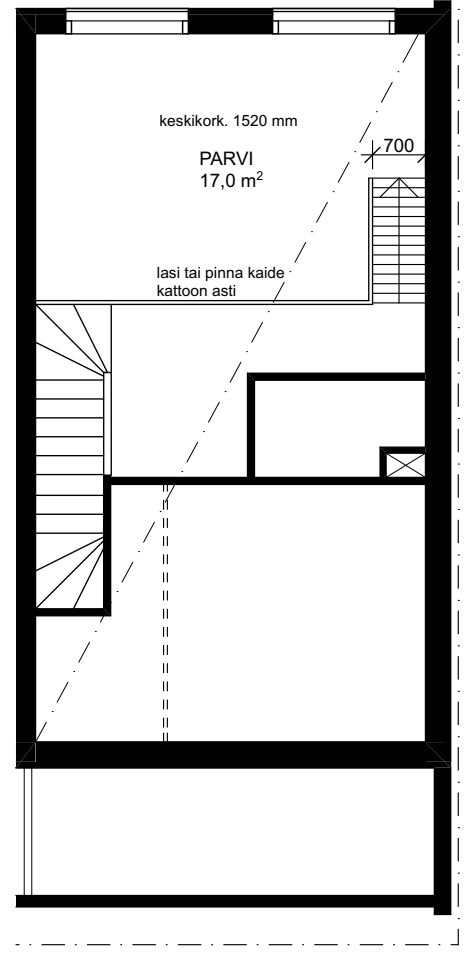 keskikork. 1520 mm
700
PARVI
17,0 m²
lasi tai pinna kaide
kattoon asti